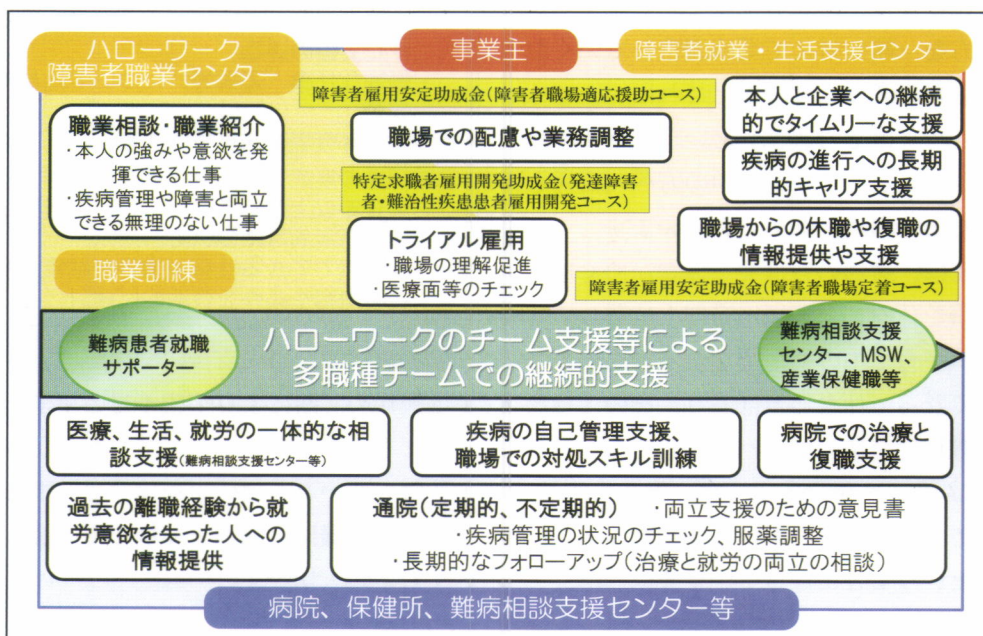 ハローワーク
障害者職業センター
事業主
障害者就業・生活支援センター
障害者雇用安定助成金(障害者職場適応援助コース)
職業相談・職業紹介
・本人の強みや意欲を発
揮できる仕事
・疾病管理や障害と両立
できる無理のない仕事
職場での配慮や業務調整
本人と企業への継続
的でタイムリーな支援
疾病の進行への長期
的キャリア支援
特定求職者雇用開発助成金(発達障害
者・難治性疾患患者雇用開発コース)
トライアル雇用
・職場の理解促進
・医療面等のチェック
職場からの休職や復職の
情報提供や支援
職業訓練
障害者雇用安定助成金(障害者職場定着コース)
難病患者就職
サポーター
ハローワークのチーム支援等による
多職種チームでの継続的支援
難病相談支援
センター、MSW、
産業保健職等
医療、生活、就労の一体的な相
談支援(難病相談支援センター等)
疾病の自己管理支援、
職場での対処スキル訓練
病院での治療と
復職支援
過去の離職経験から就
労意欲を失った人への
情報提供
通院(定期的、不定期的) ・両立支援のための意見書
・疾病管理の状況のチェック、服薬調整
・長期的なフォローアップ(治療と就労の両立の相談)
病院、保健所、難病相談支援センター等